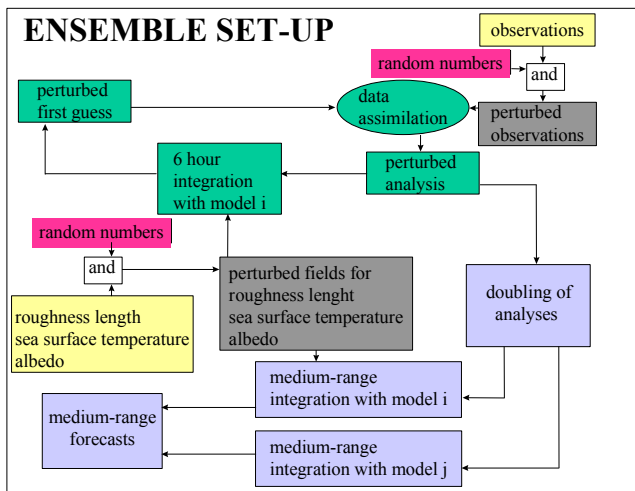 ENSEMBLE SET-UP
observations
random numbers
and
perturbed
first guess
data
assimilation
perturbed
observations
6 hour
integration
with model i
perturbed
analysis
random numbers
and
perturbed fields for
roughness lenght
sea surface temperature
albedo
doubling of
analyses
roughness length
sea surface temperature
albedo
medium-range
integration with model i
medium-range
forecasts
medium-range
integration with model j